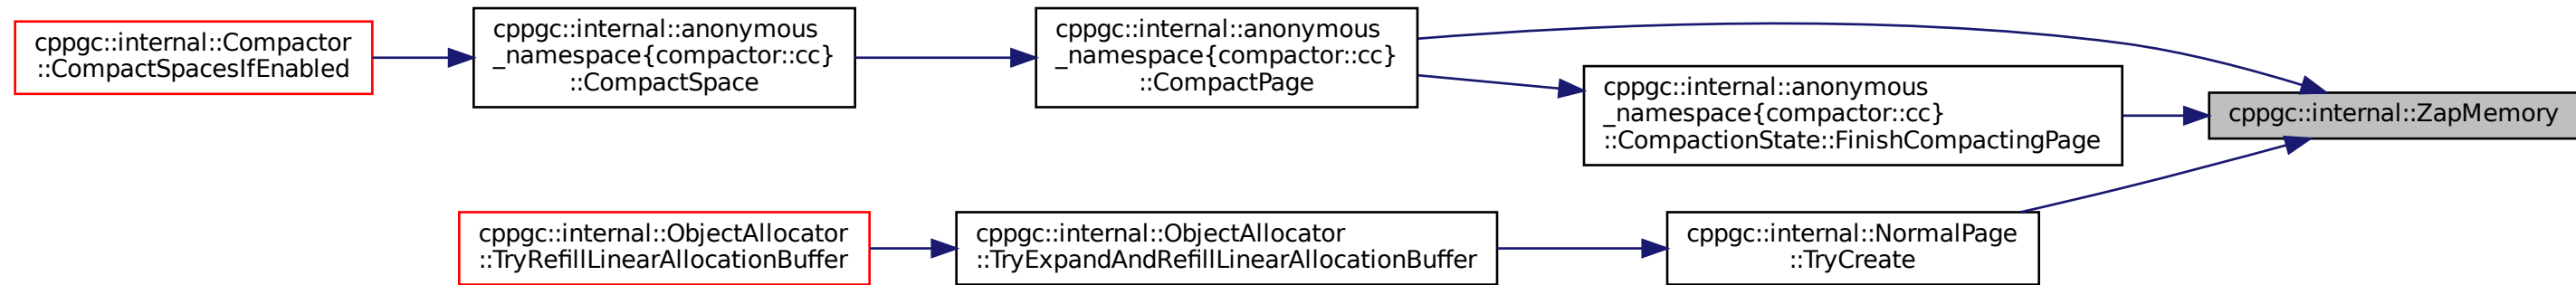 cppgc::internal::Compactor
::CompactSpacesIfEnabled
cppgc::internal::anonymous
_namespace{compactor::cc}
::CompactSpace
cppgc::internal::anonymous
_namespace{compactor::cc}
::CompactPage
cppgc::internal::anonymous
_namespace{compactor::cc}
::CompactionState::FinishCompactingPage
cppgc::internal::ZapMemory
cppgc::internal::ObjectAllocator
::TryRefillLinearAllocationBuffer
cppgc::internal::ObjectAllocator
::TryExpandAndRefillLinearAllocationBuffer
cppgc::internal::NormalPage
::TryCreate